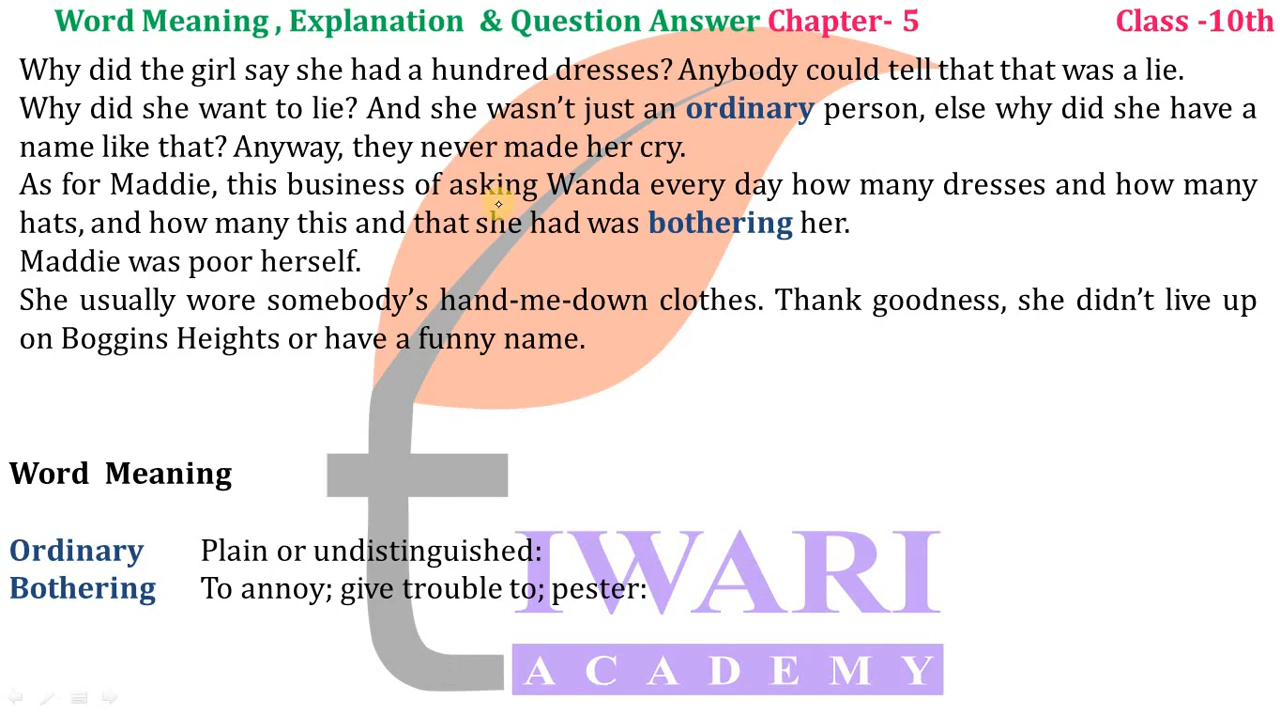 Word Meaning , Explanation & Question Answer Chapter- 5 Class -10th
Why did the girl say she had a hundred dresses? Anybody could tell that that was a lie.
Why did she want to lie? And she wasn’t just an ordinary person, else why did she have a
name like that? Anyway, they never made her cry.
As for Maddie, this business of asking Wanda every day how many dresses and how many
hats, and how many this and that she had was bothering her.
Maddie was poor herself.
She usually wore somebody’s hand-me-down clothes. Thank goodness, she didn’t live up
on Boggins Heights or have a funny name.
Word Meaning
Ordinary Plain or undistinguished:
Bothering To annoy; give trouble to; pester:
tIWARI
ACADEMY